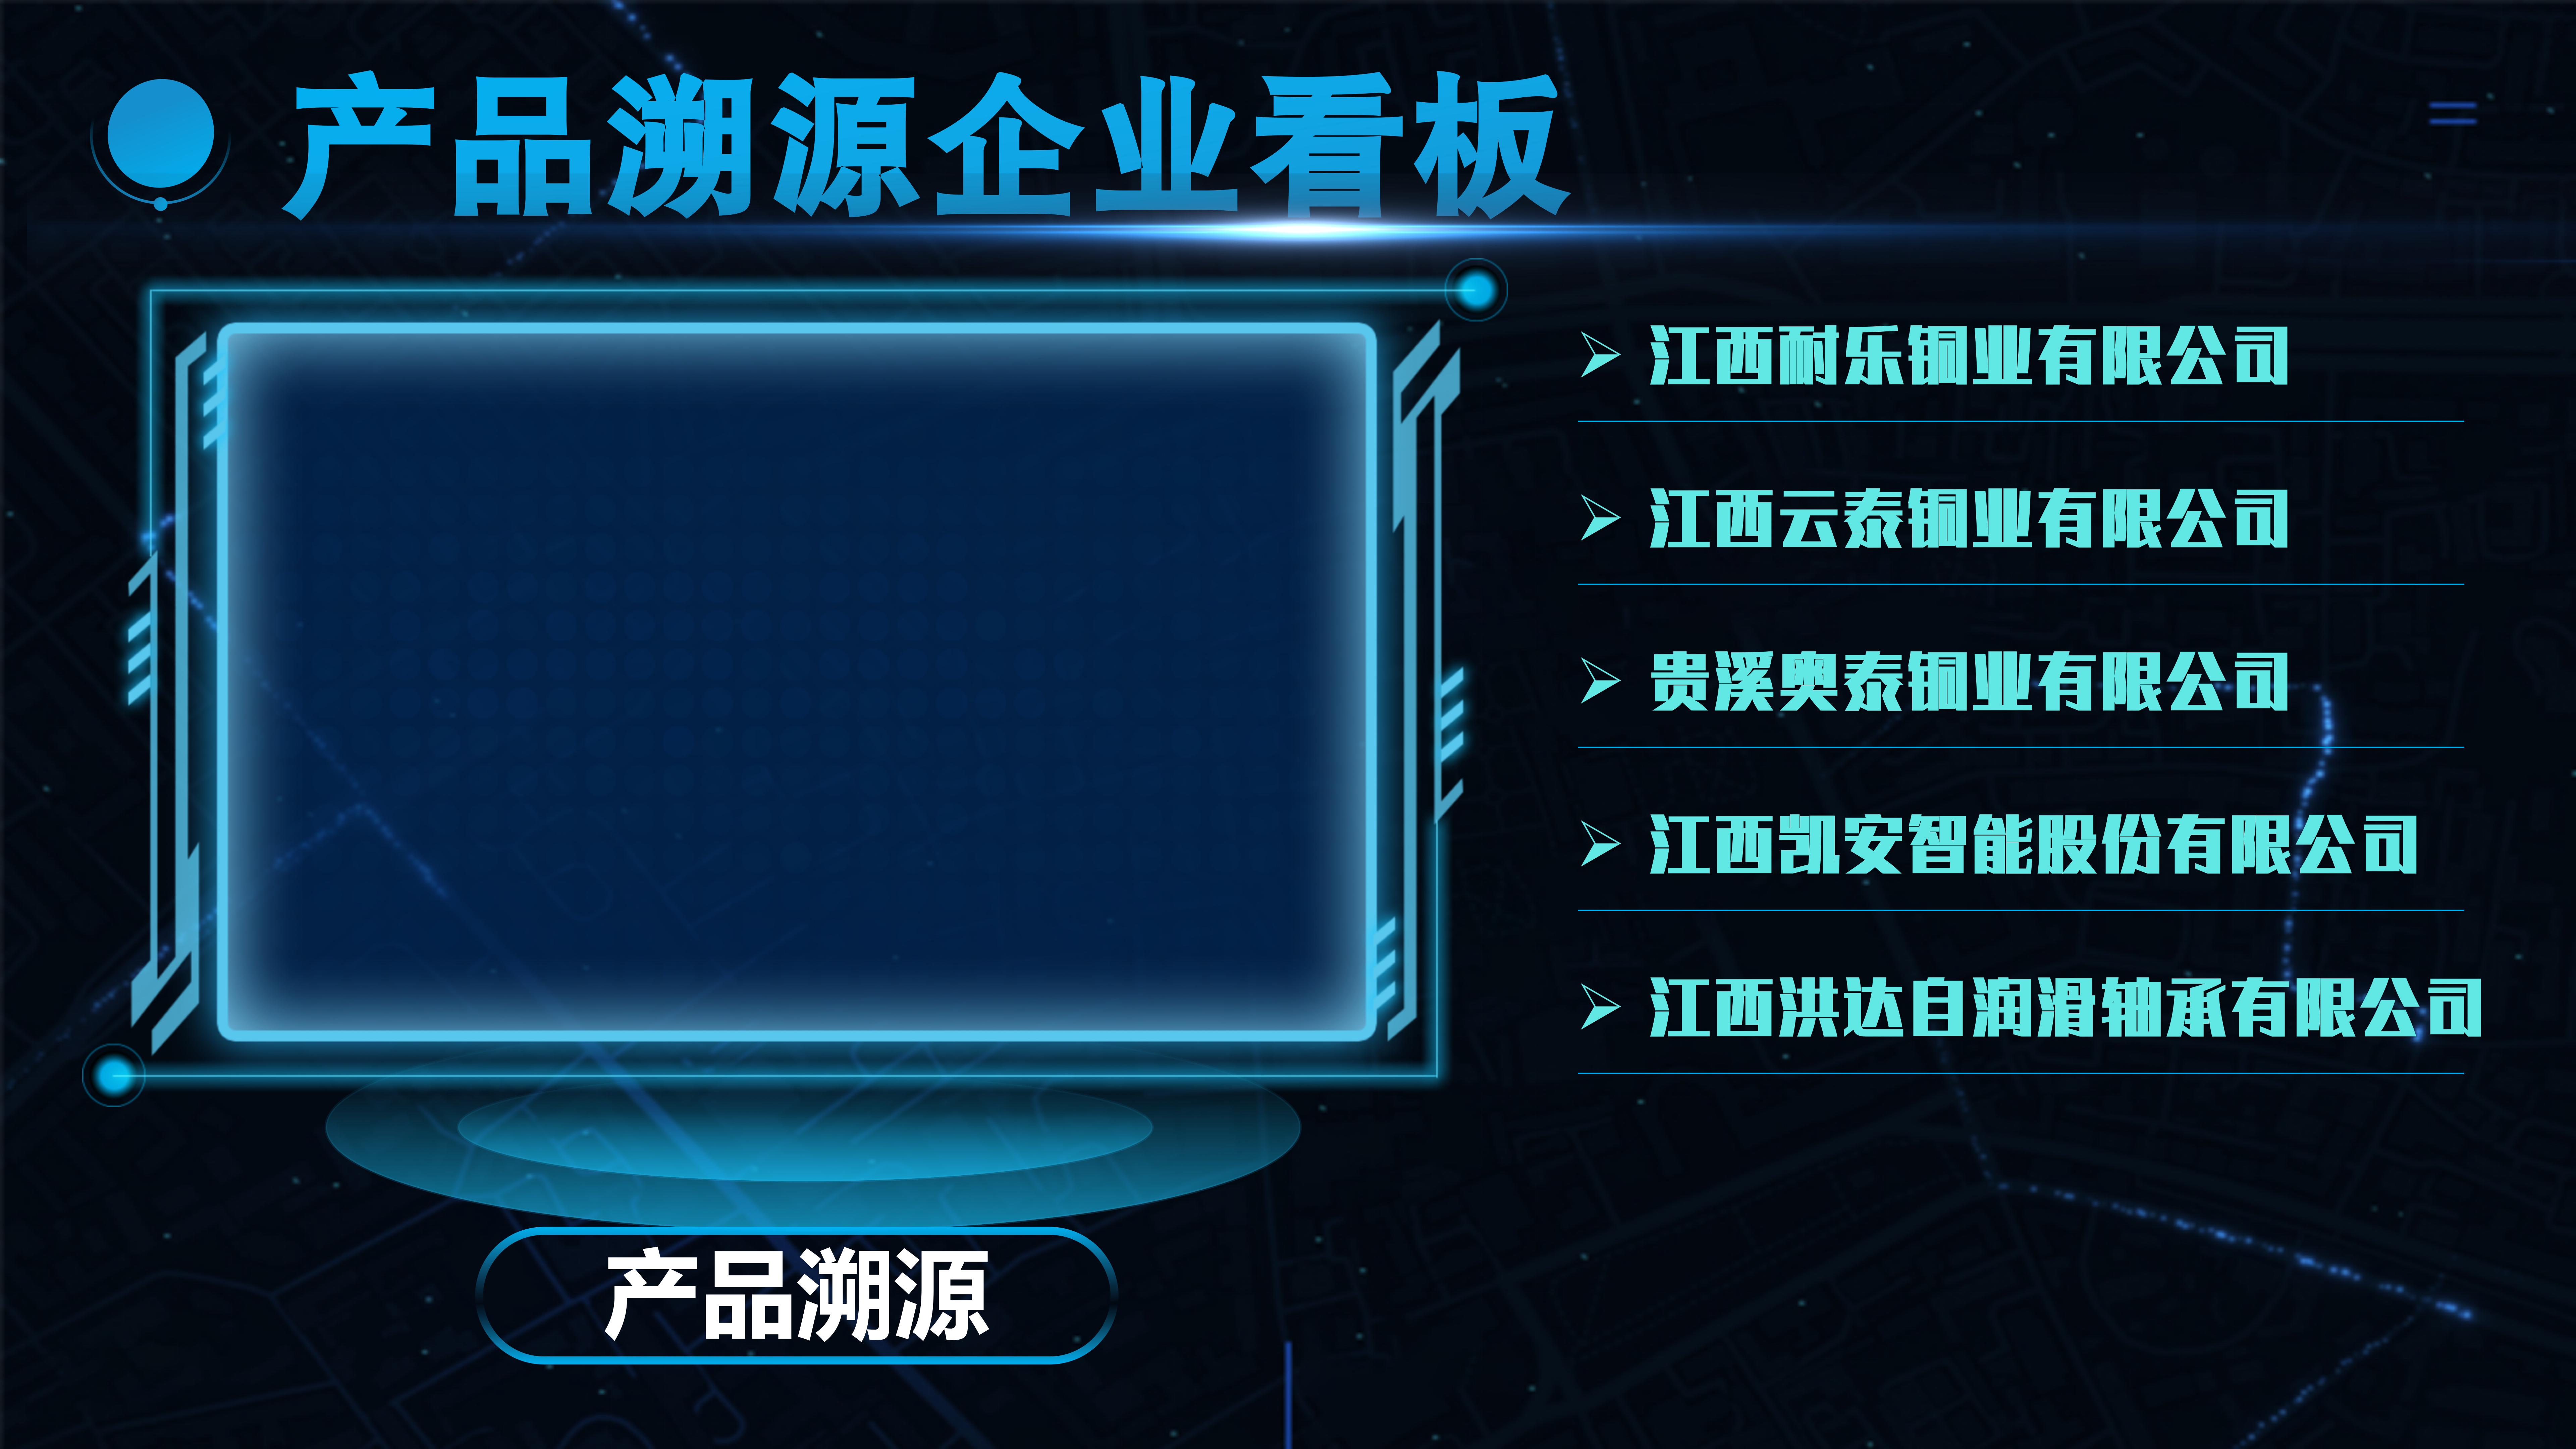 产品溯源企业看板
江西耐乐铜业有限公司
江西云泰铜业有限公司
贵溪奥泰铜业有限公司
江西凯安智能股份有限公司
江西洪达自润滑轴承有限公司
产品溯源